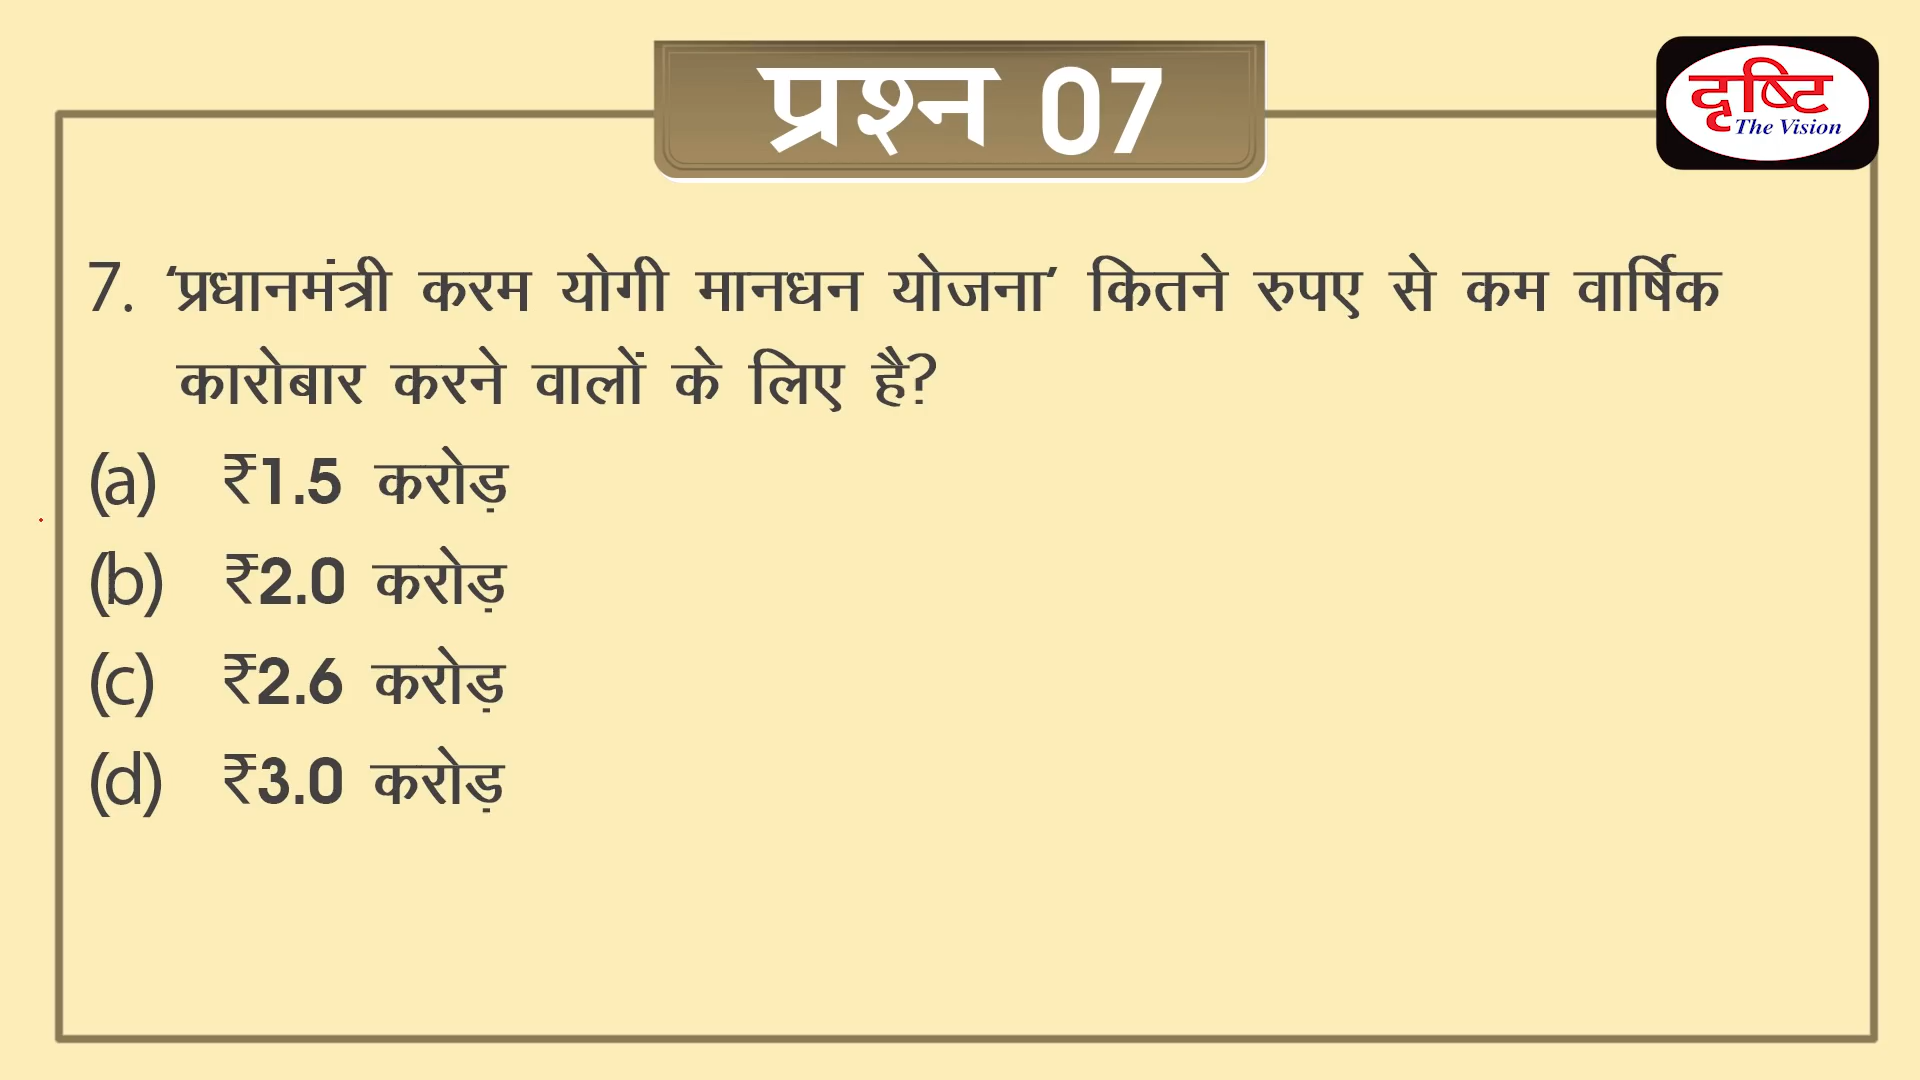 प्रश्न 07
दृष्टि
The Vision
7. ‘प्रधानमंत्री करम योगी मानधन योजना’ कितने रुपए से कम वार्षिक
कारोबार करने वालों के लिए है?
(a) ₹1.5 करोड़
(b) ₹2.0 करोड़
(c) ₹2.6 करोड़
(d) ₹3.0 करोड़